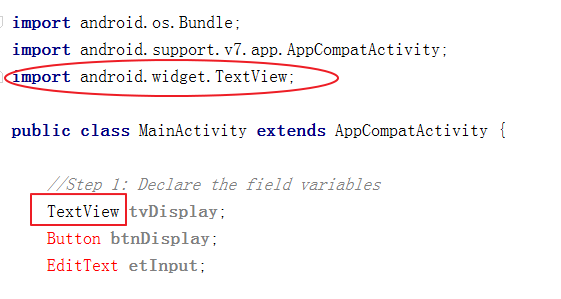 import android.os.Bundle;
import android.support.v7.app.AppCompatActivity;
import android.widget.TextView;
public class MainActivity extends AppCompatActivity {
//Step 1: Declare the field variables
TextView tvDisplay;
Button btnDisplay;
EditText etInput;